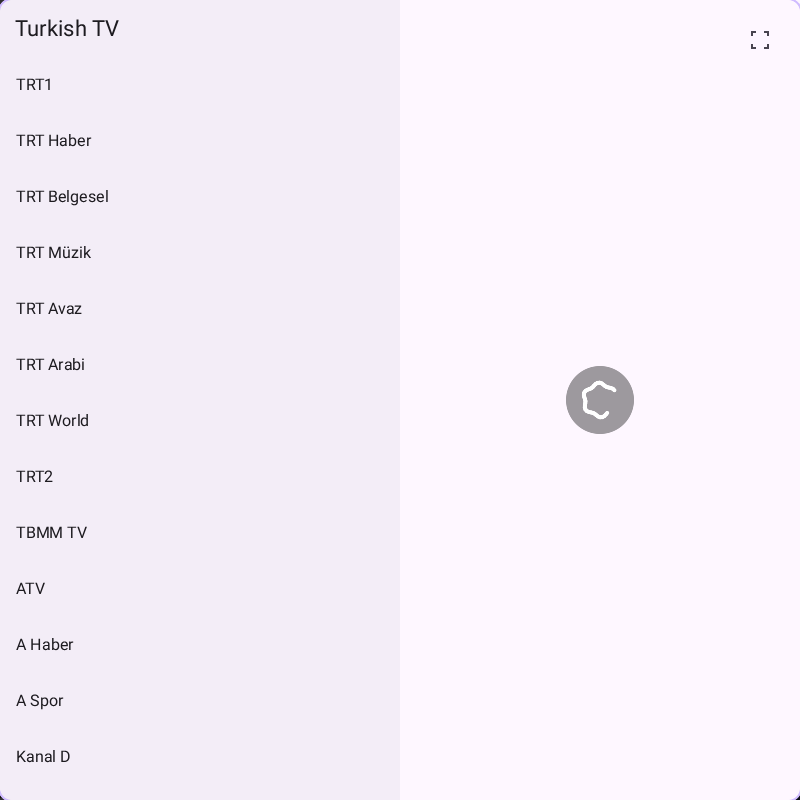 Turkish TV
TRT1
TRT Haber
TRT Belgesel
TRT Müzik
TRT Avaz
TRT Arabi
TRT World
TRT2
TBMM TV
ATV
A Haber
A Spor
Kanal D